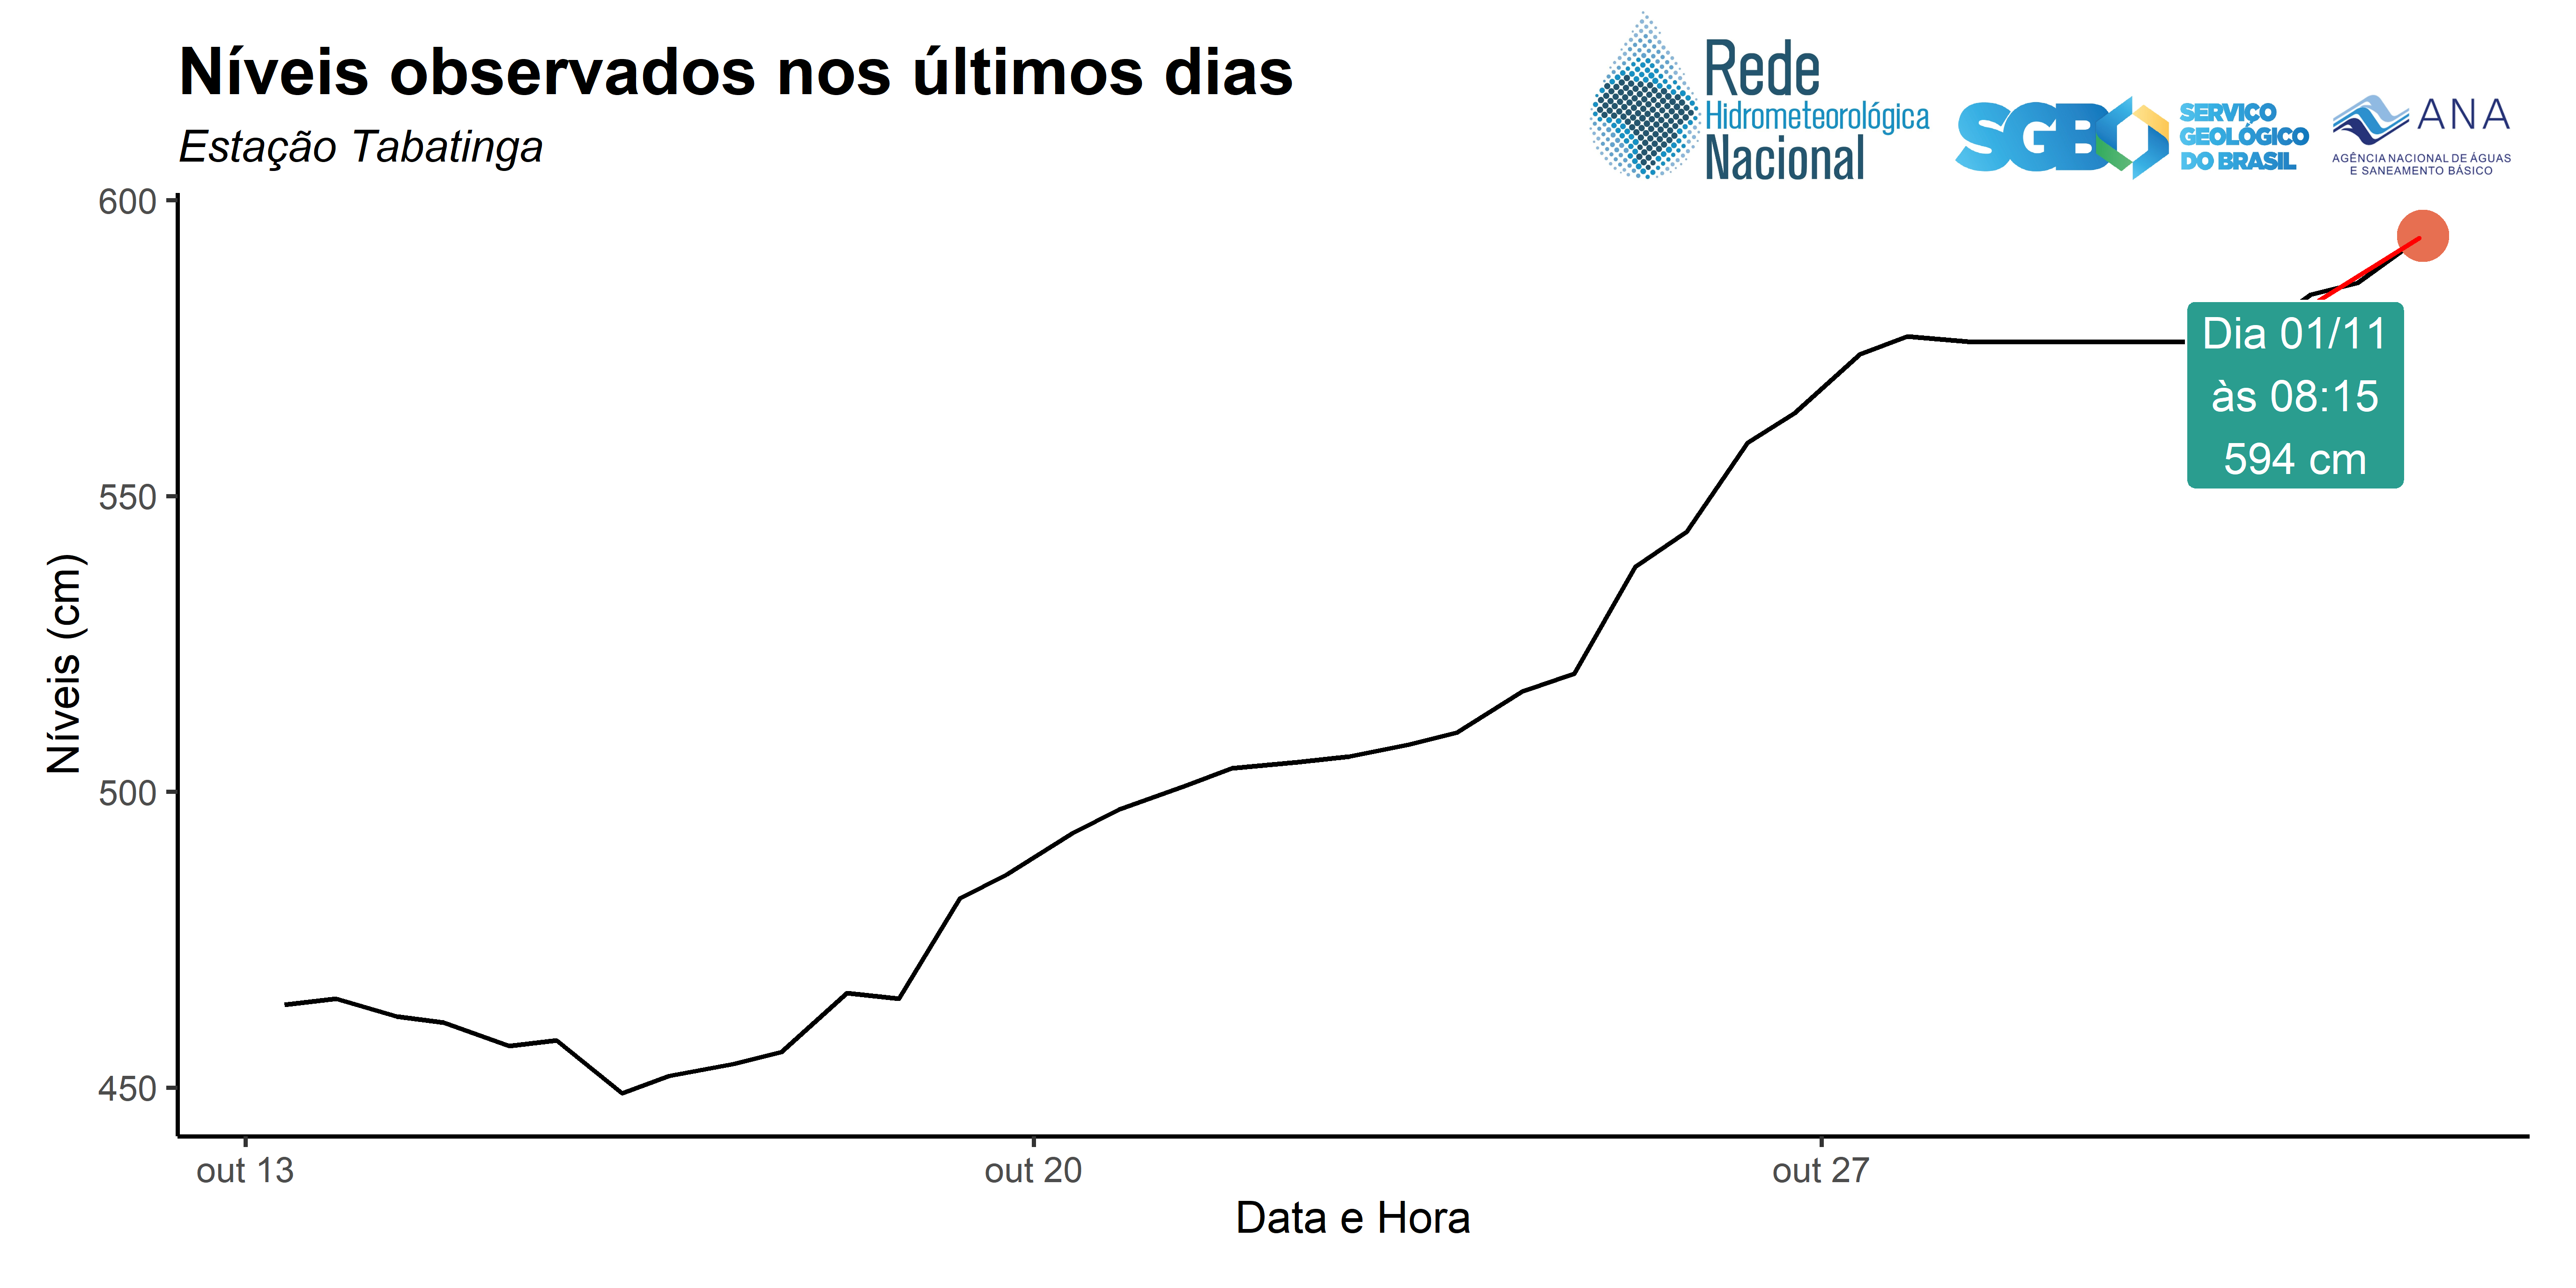 Níveis observados nos últimos dias
Estação Tabatinga
Rede
Hidrometeorológica
Nacional
SGB
SERVIÇO
GEOLÓGICO
DO BRASIL
ANA
AGÊNCIA NACIONAL DE ÁGUAS
E SANEAMENTO BÁSICO
600
550
500
450
Níveis (cm)
Dia 01/11
às 08:15
594 cm
out 13
out 20
out 27
Data e Hora